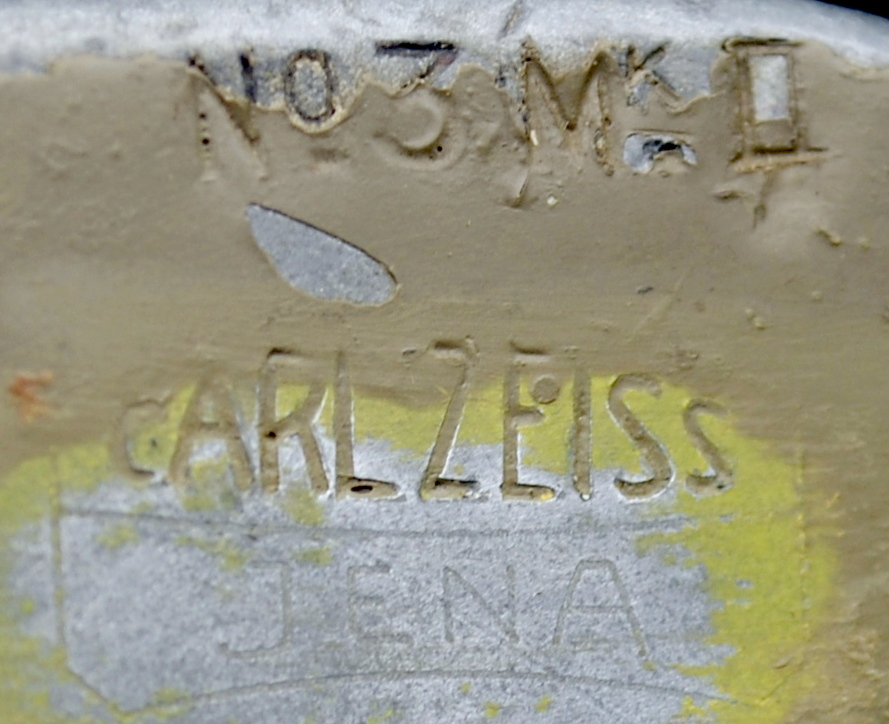 No 3 MK II
CARL ZEISS
JENA